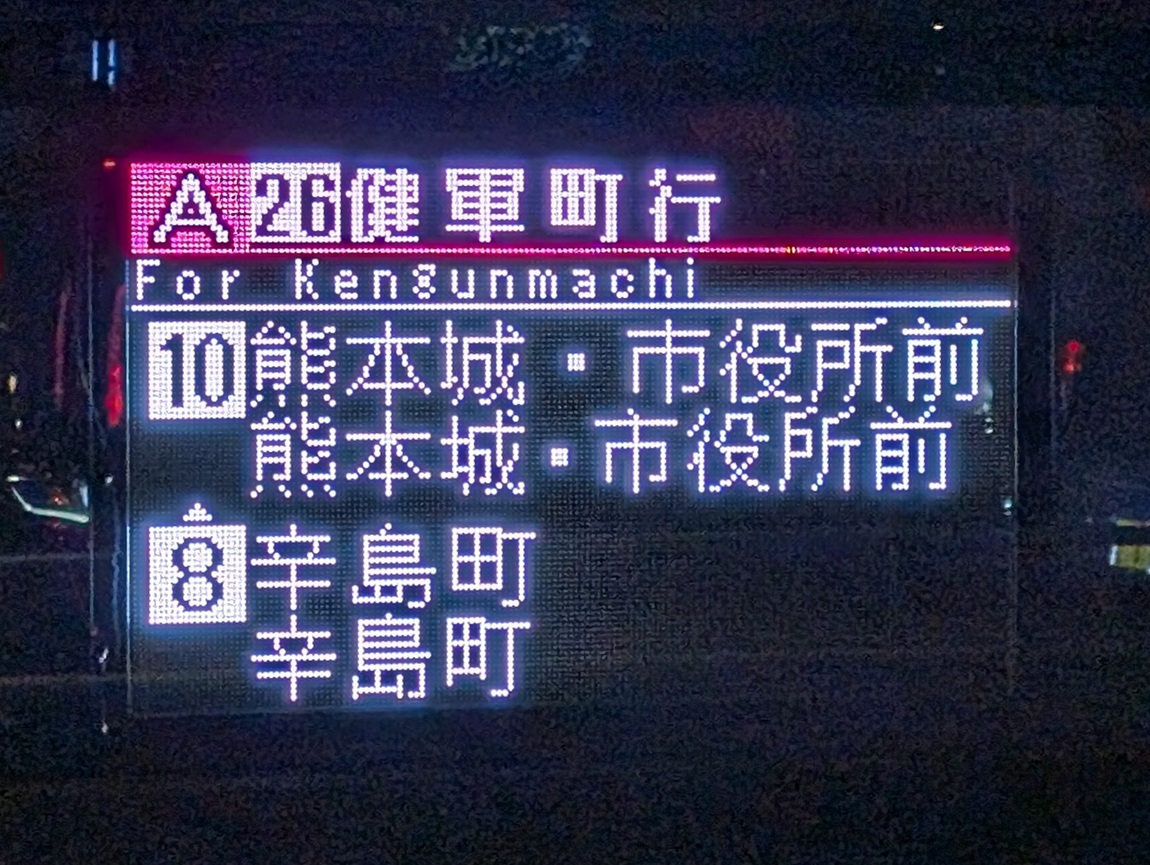 A 26 健軍町行
For Kengunmachi
10 熊本城・市役所前
熊本城・市役所前
8 辛島町
辛島町